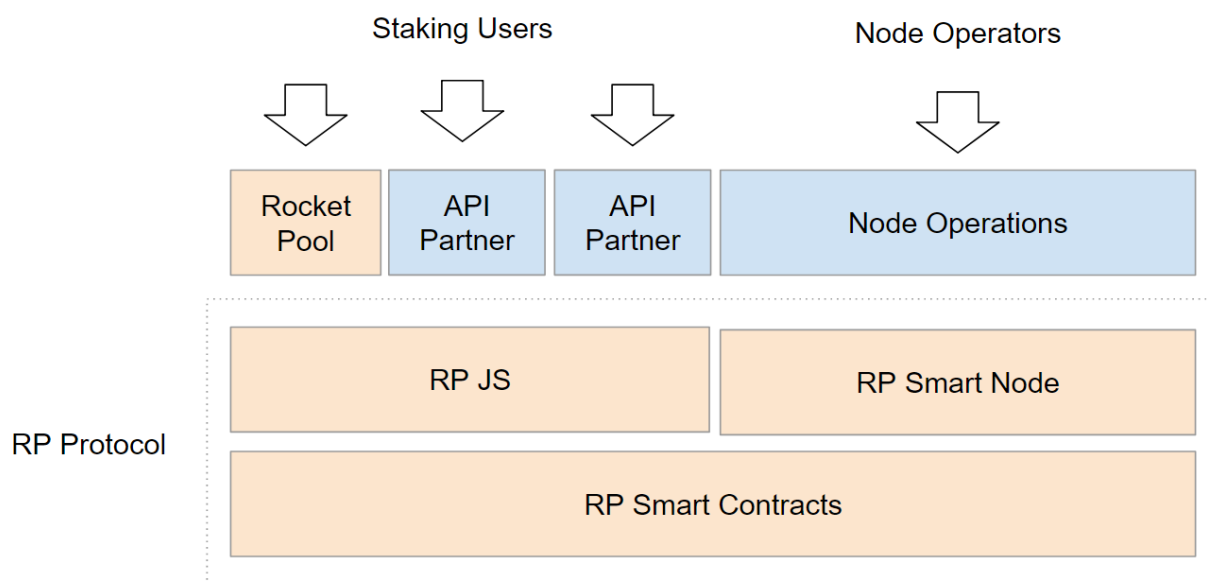 Staking Users
Node Operators
Rocket
Pool
API
Partner
API
Partner
Node Operations
RP JS
RP Smart Node
RP Protocol
RP Smart Contracts